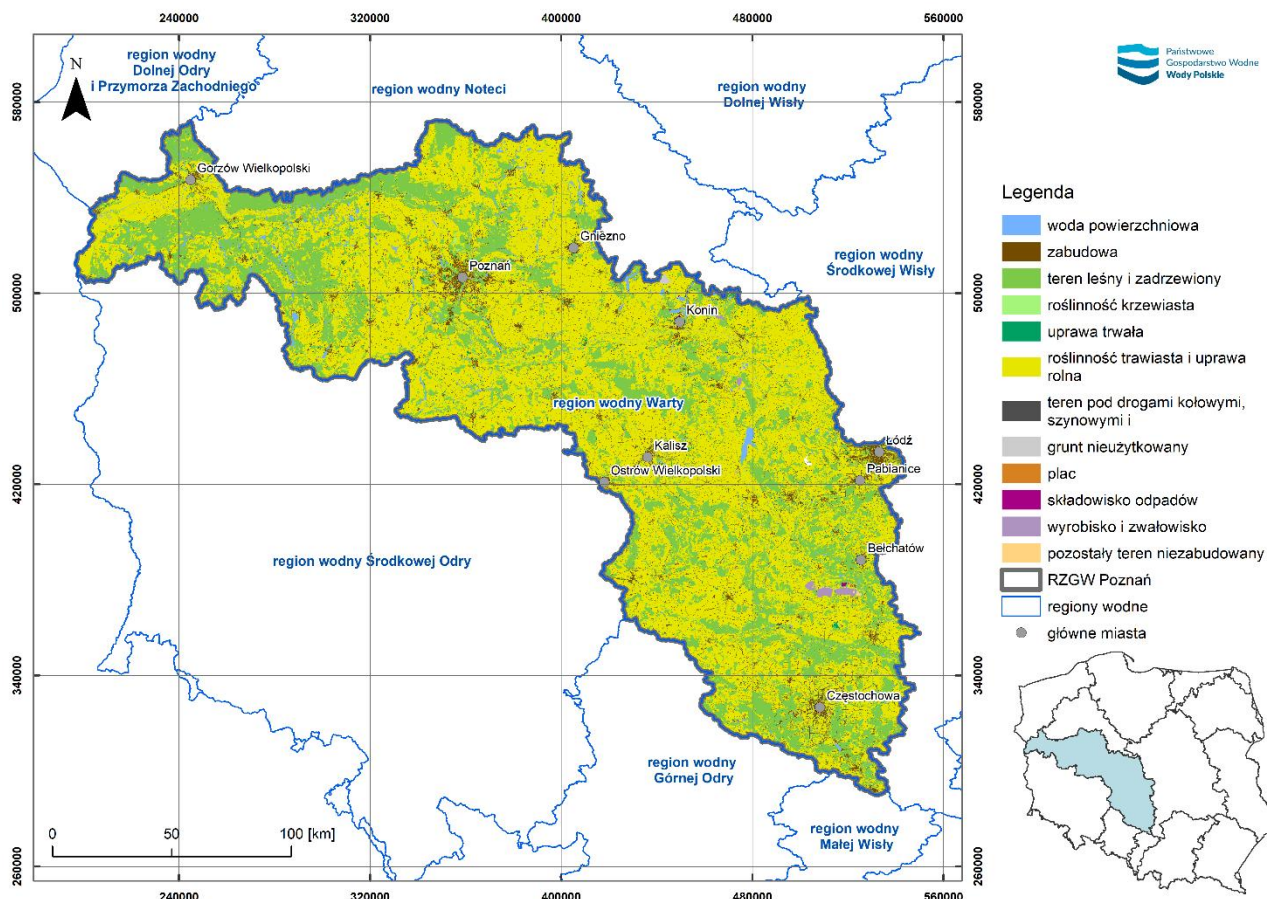 240000
320000
400000
480000
560000
region wodny
Dolnej Odry
i Przymorza Zachodniego
N
region wodny Noteci
region wodny
Dolnej Wisły
Państwowe
Gospodarstwo Wodne
Wody Polskie
580000
580000
Gorzów Wielkopolski
Gniezno
region wodny
Środkowej Wisły
Poznań
500000
500000
Konin
region wodny Warty
Kalisz
Łódź
Ostrów Wielkopolski
Pabianice
420000
420000
region wodny Środkowej Odry
Bełchatów
340000
340000
Częstochowa
region wodny
Górnej Odry
region wodny
Małej Wisły
0
50
100 [km]
260000
260000
240000
320000
400000
480000
560000
Legenda
woda powierzchniowa
zabudowa
teren leśny i zadrzewiony
roślinność krzewiasta
uprawa trwała
roślinność trawiasta i uprawa
rolna
teren pod drogami kołowymi,
szynowymi i
grunt nieużytkowany
plac
składowisko odpadów
wyrobisko i zwałowisko
pozostały teren niezabudowany
RZGW Poznań
regiony wodne
główne miasta